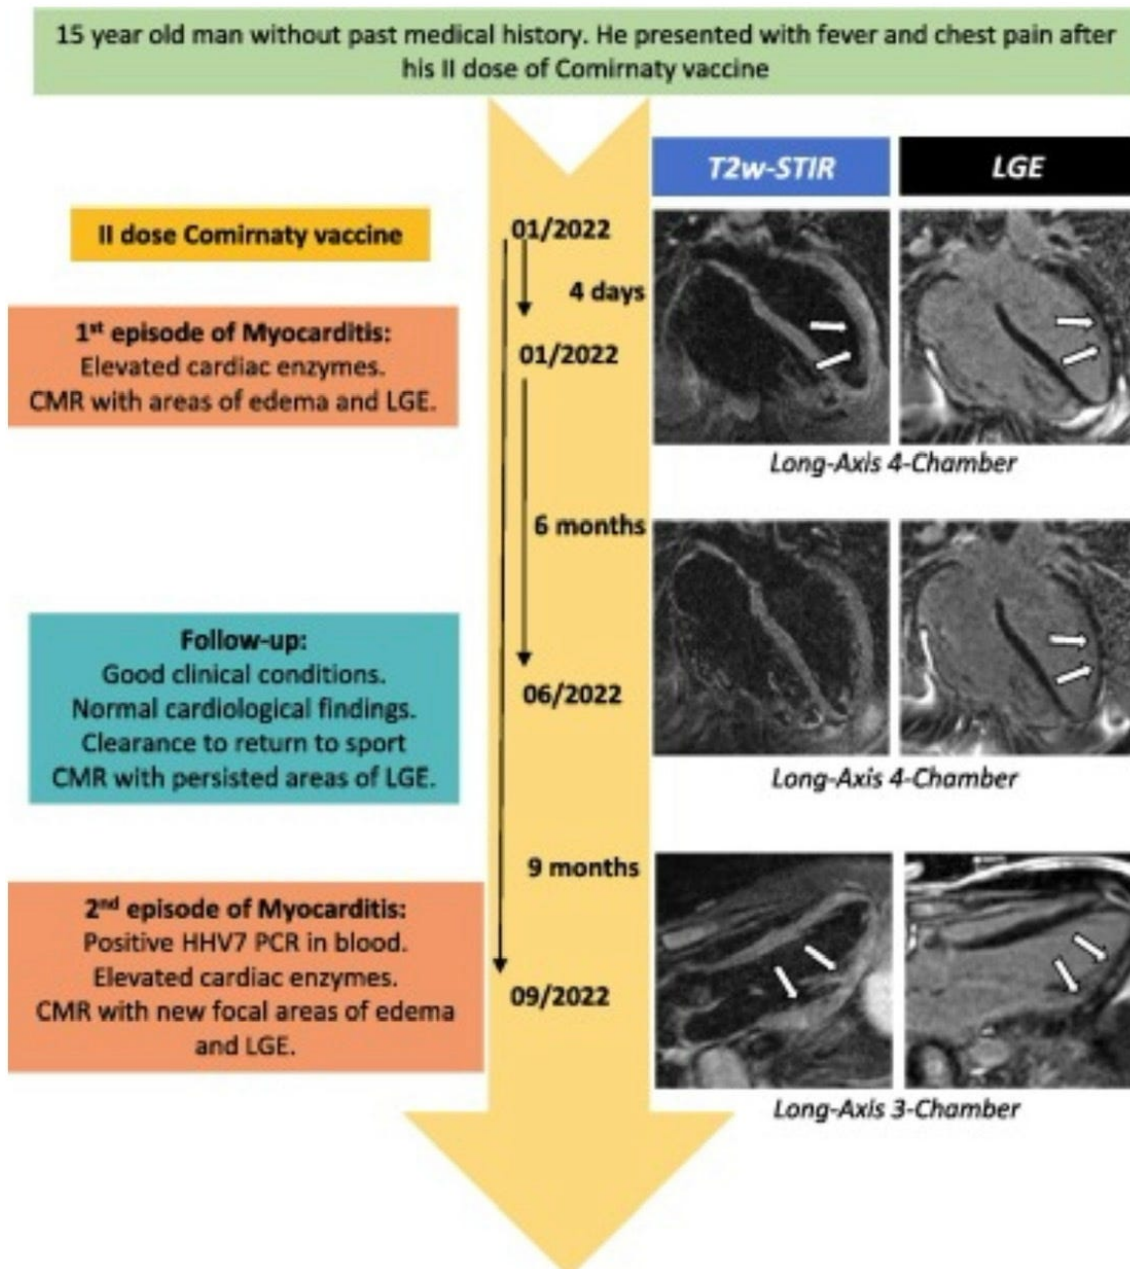 15 year old man without past medical history. He presented with fever and chest pain after
his II dose of Comirnaty vaccine
T2w-STIR
LGE
II dose Comirnaty vaccine
01/2022
4 days
1st episode of Myocarditis:
Elevated cardiac enzymes.
CMR with areas of edema and LGE.
01/2022
Long-Axis 4-Chamber
6 months
Follow-up:
Good clinical conditions.
Normal cardiological findings.
Clearance to return to sport
CMR with persisted areas of LGE.
06/2022
Long-Axis 4-Chamber
9 months
2nd episode of Myocarditis:
Positive HHV7 PCR in blood.
Elevated cardiac enzymes.
CMR with new focal areas of edema
and LGE.
09/2022
Long-Axis 3-Chamber